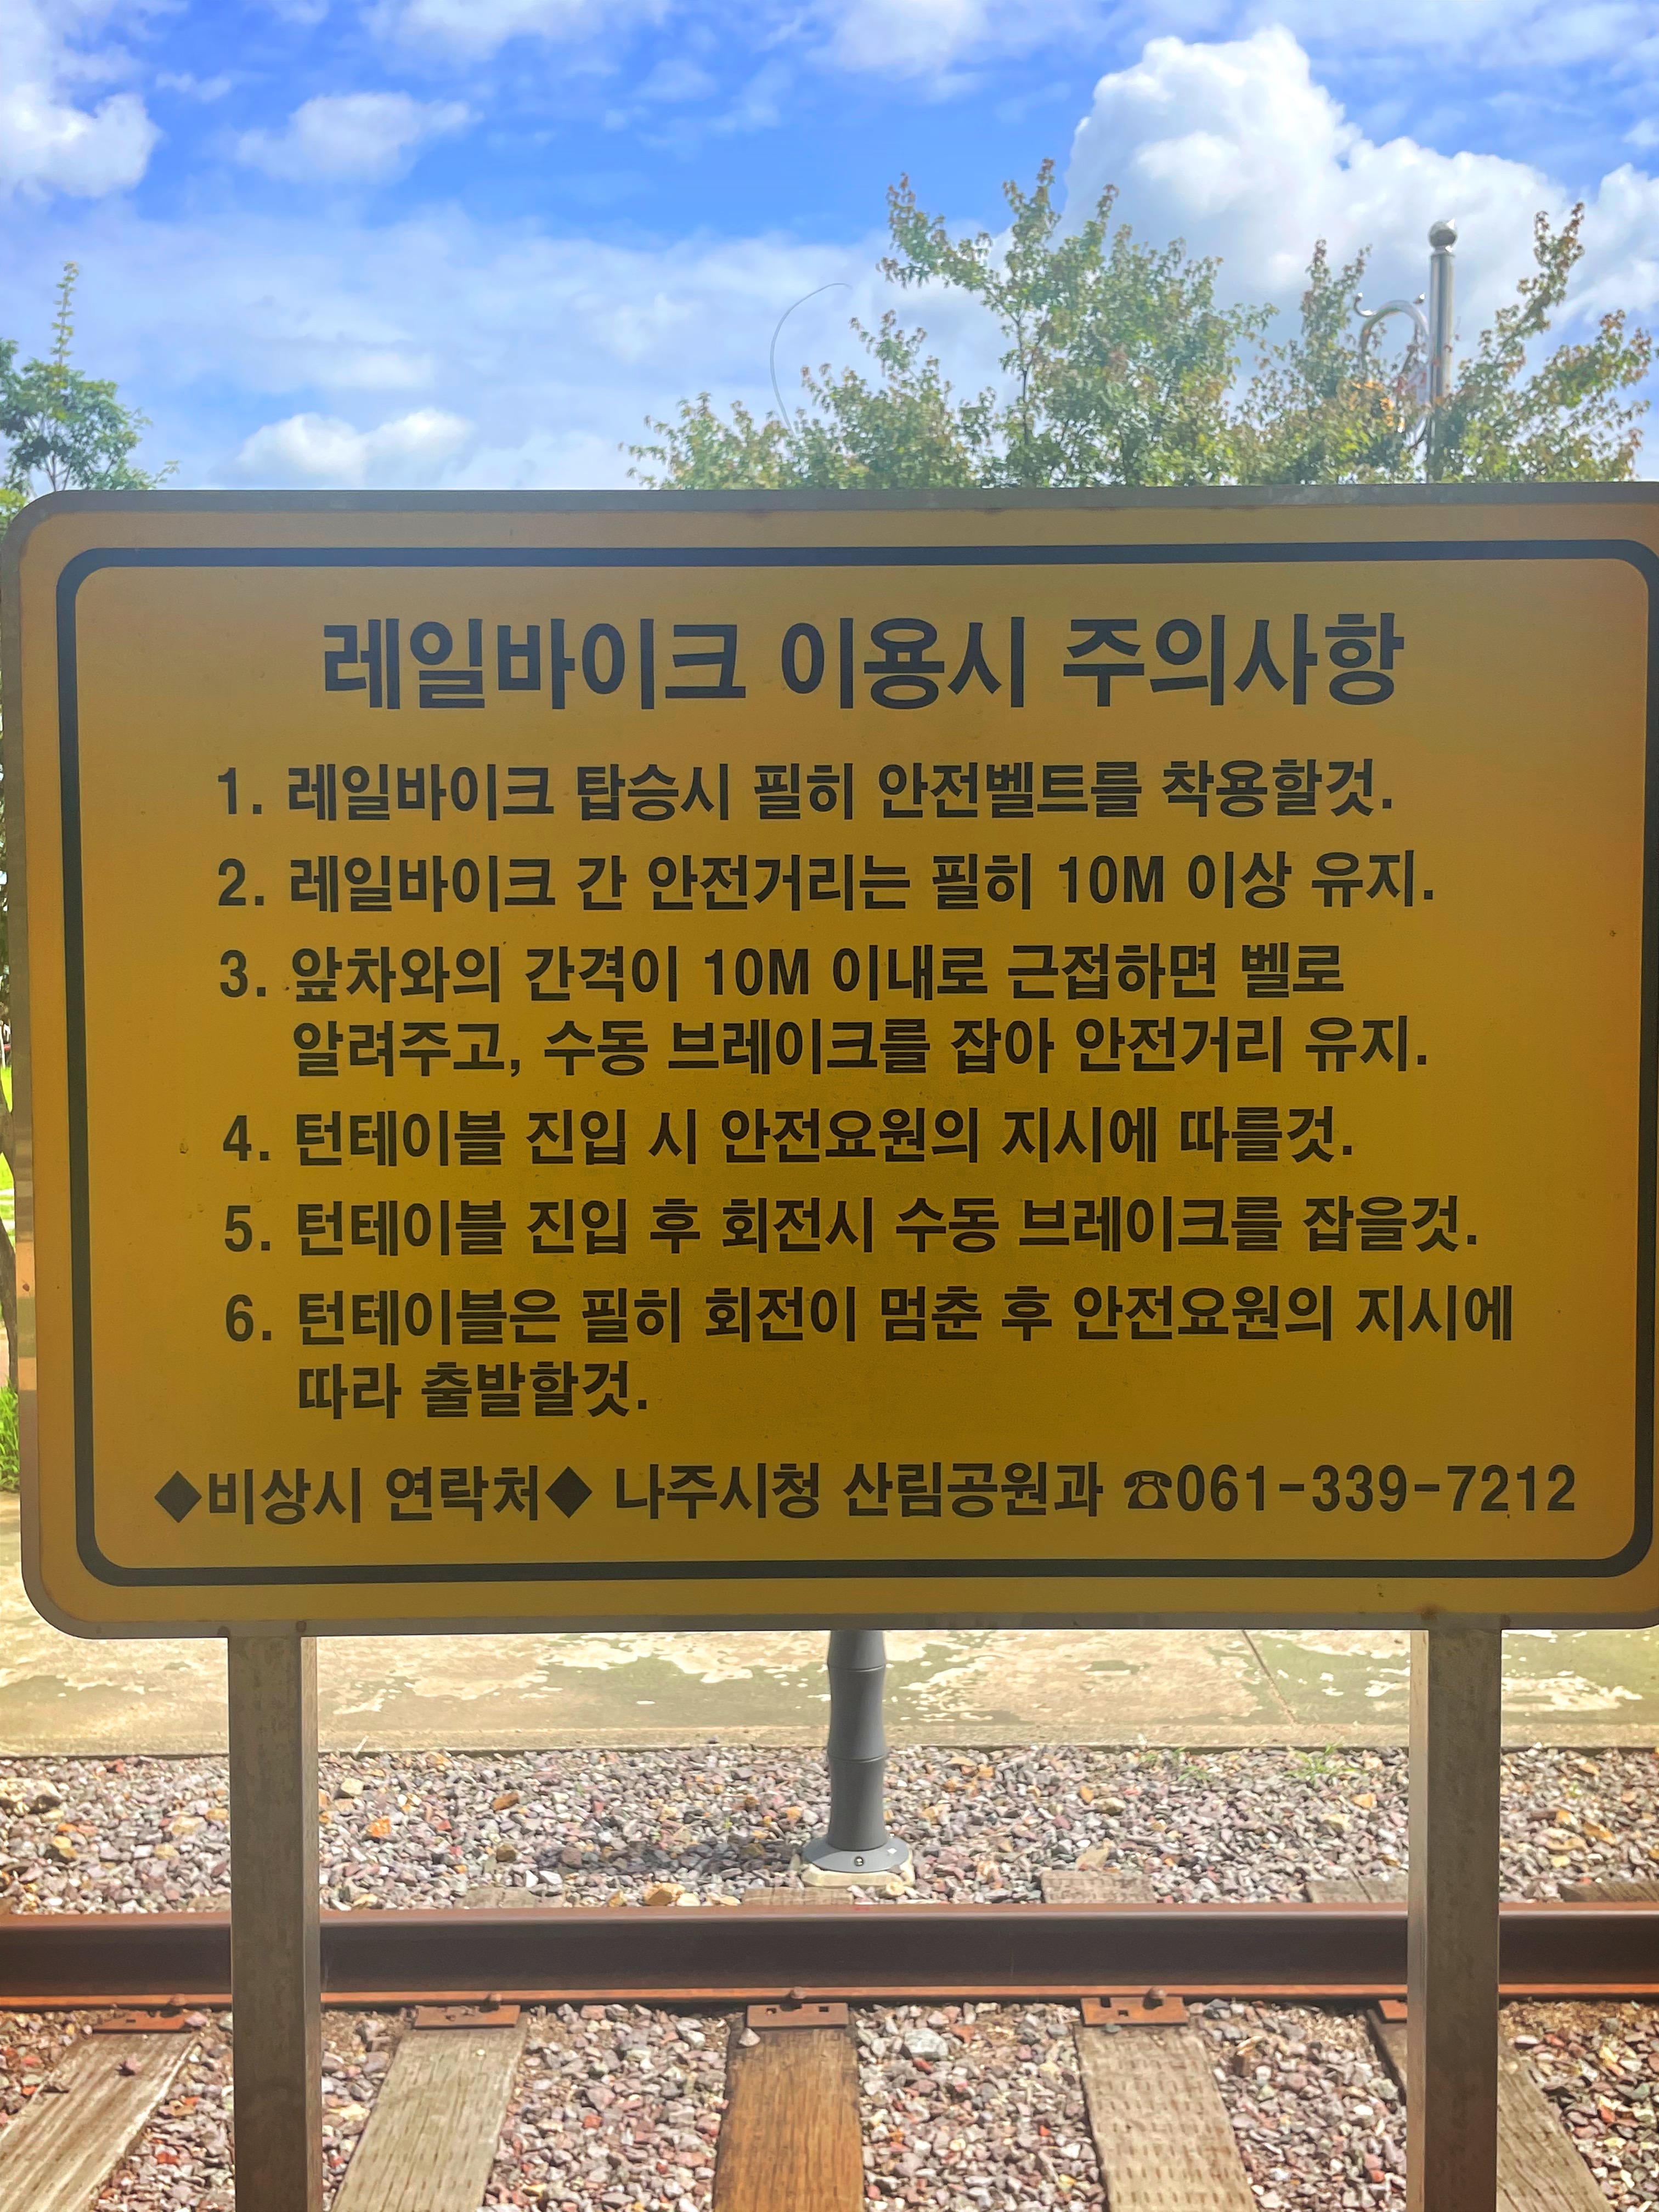 레일바이크 이용시 주의사항
1. 레일바이크 탑승시 필히 안전벨트를 착용할것.
2. 레일바이크 간 안전거리는 필히 10M 이상 유지.
3. 앞차와의 간격이 10M 이내로 근접하면 벨로
알려주고, 수동 브레이크를 잡아 안전거리 유지.
4. 턴테이블 진입 시 안전요원의 지시에 따를것.
5. 턴테이블 진입 후 회전시 수동 브레이크를 잡을것.
6. 턴테이블은 필히 회전이 멈춘 후 안전요원의 지시에
따라 출발할것.
◆비상시 연락처◆ 나주시청 산림공원과 ☎061-339-7212